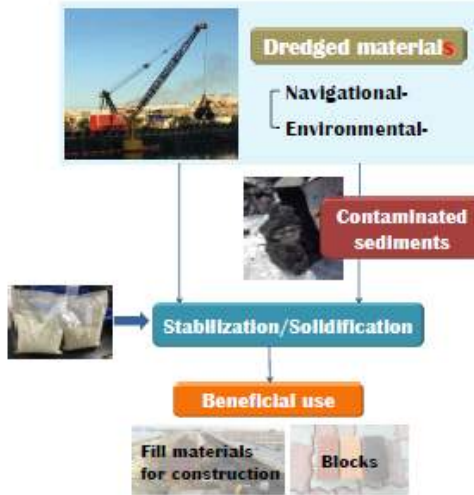 Dredged materials
Navigational-
Environmental-
Contaminated
sediments
Stabilization/Solidification
Beneficial use
Fill materials
for construction
Blocks